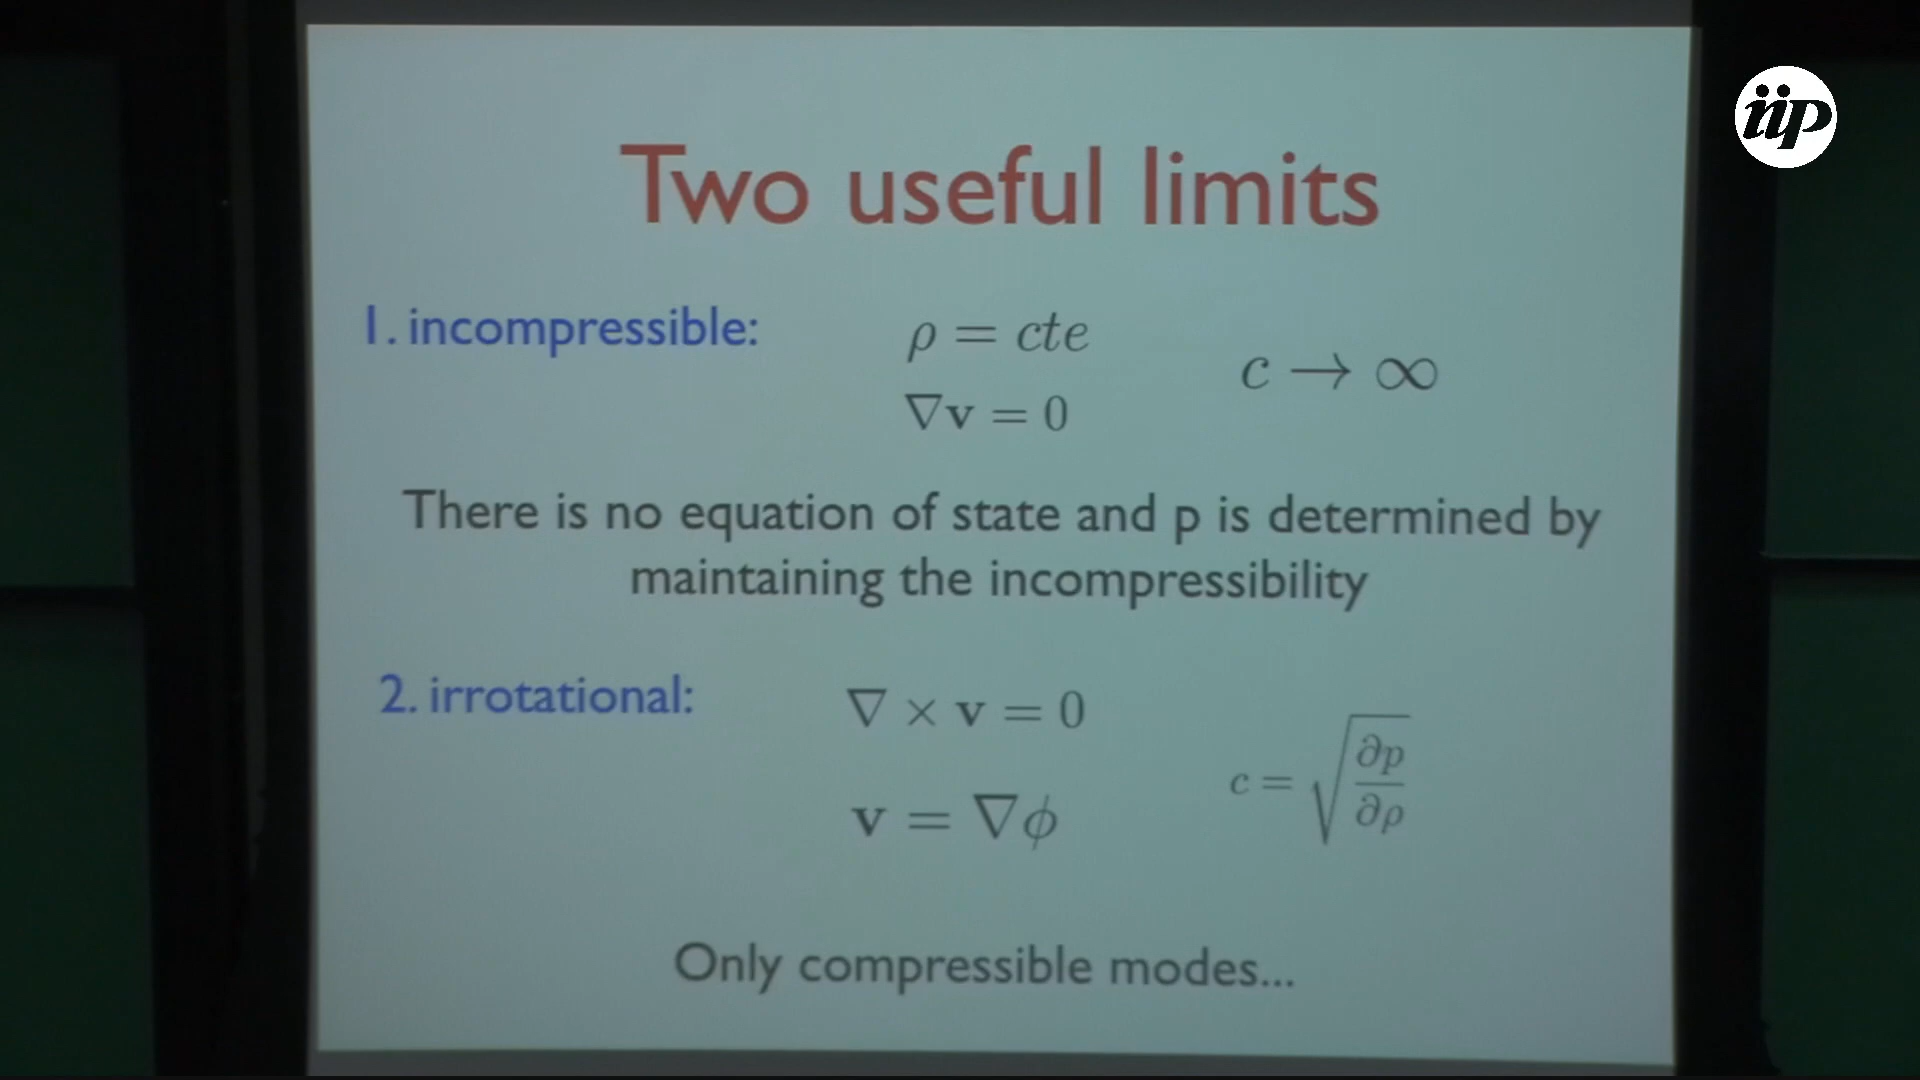 iip
Two useful limits
1. incompressible:
ρ = cte
c → ∞
∇v = 0
There is no equation of state and p is determined by
maintaining the incompressibility
2. irrotational:
∇ × v = 0
c = √(∂p/∂ρ)
v = ∇ϕ
Only compressible modes...